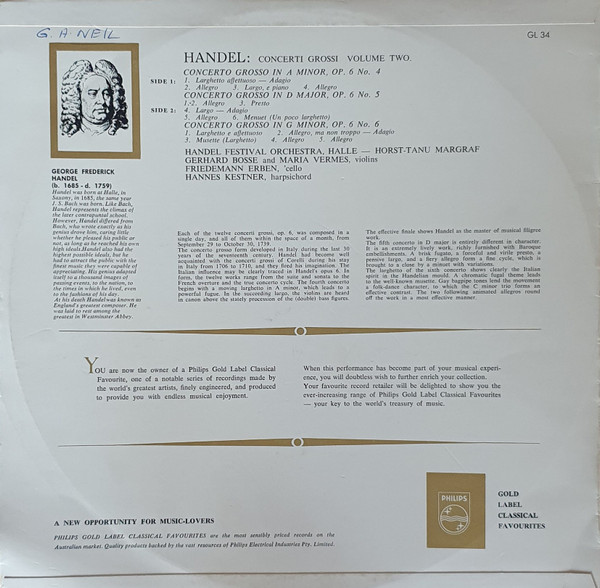 G. H. NEIL
GL 34
HANDEL: CONCERTI GROSSI VOLUME TWO.
CONCERTO GROSSO IN A MINOR, OP. 6 No. 4
SIDE 1: 1. Larghetto affettuoso — Adagio
2. Allegro 3. Largo, e piano 4. Allegro
CONCERTO GROSSO IN D MAJOR, OP. 6 No. 5
1.-2. Allegro 3. Presto
SIDE 2: 4. Largo — Adagio
5. Allegro 6. Menuet (Un poco larghetto)
CONCERTO GROSSO IN G MINOR, OP. 6 No. 6
1. Larghetto e affettuoso 2. Allegro, ma non troppo — Adagio
3. Musette (Larghetto) 4. Allegro 5. Allegro
HANDEL FESTVAL ORCHESTRA, HALLE — HORST-TANU MARGRAF
GERHARD BOSSE and MARIA VERMES, violins
FRIEDEMANN ERBEN, 'cello
HANNES KESTNER, harpsichord
GEORGE FREDERICK
HANDEL
(b. 1685 - d. 1759)
Handel was born at Halle, in
Saxony, in 1685, the same year
J. S. Bach was born. Like Bach,
Handel represents the climax of
the later contrapuntal school.
However, Handel differed from
Bach, who wrote exactly as his
genius drove him, caring little
whether he pleased his public or
not, as long as he reached his own
high ideals. Handel also had the
highest possible ideals, but he
had to attract the public with the
finest music they were capable of
appreciating. His genius adapted
itself to a thousand images of
passing events, to the nation, to
the times in which he lived, even
to the fashions of his day.
At his death Handel was known as
England's greatest composer. He
was laid to rest among the
greatest in Westminster Abbey.
Each of the twelve concerti grossi, op. 6, was composed in a
single day, and all of them within the space of a month, from
September 29 to October 30, 1739.
The concerto grosso form developed in Italy during the last 30
years of the seventeenth century. Handel had become well
acquainted with the concerti grossi of Corelli during his stay
in Italy from 1706 to 1710, and they fired his imagination. The
Italian influence may be clearly traced in Handel's opus 6. In
form, the twelve works range from the suite and sonata to the
French overture and the true concerto cycle. The fourth concerto
begins with a moving larghetto in A minor, which leads to a
powerful fugue. In the succeeding largo, the violins are heard
in canon above the stately procession of the (double) bass figures.
The effective finale shows Handel as the master of musical filigree
work.
The fifth concerto in D major is entirely different in character.
It is an extremely lively work, richly furnished with Baroque
embellishments. A brisk fugato, a forceful and virile presto, a
pensive largo, and a fiery allegro form a fine cycle, which is
brought to a close by a minuet with variations.
The larghetto of the sixth concerto shows clearly the Italian
spirit in the Handelian mould. A chromatic fugal theme leads
to the well-known musette. Gay bagpipe tones lend the movement
a folk-dance character, to which the C minor trio forms an
effective contrast. The two following animated allegros round
off the work in a most effective manner.
YOU are now the owner of a Philips Gold Label Classical
Favourite, one of a notable series of recordings made by
the world's greatest artists, finely engineered, and produced
to provide you with endless musical enjoyment.
When this performance has become part of your musical experi-
ence, you will doubtless wish to further enrich your collection.
Your favourite record retailer will be delighted to show you the
ever-increasing range of Philips Gold Label Classical Favourites
— your key to the world's treasury of music.
PHILIPS
GOLD
LABEL
CLASSICAL
FAVOURITES
A NEW OPPORTUNITY FOR MUSIC-LOVERS
PHILIPS GOLD LABEL CLASSICAL FAVOURITES are the most sensibly priced records on the
Australian market. Quality products backed by the vast resources of Philips Electrical Industries Pty. Limited.